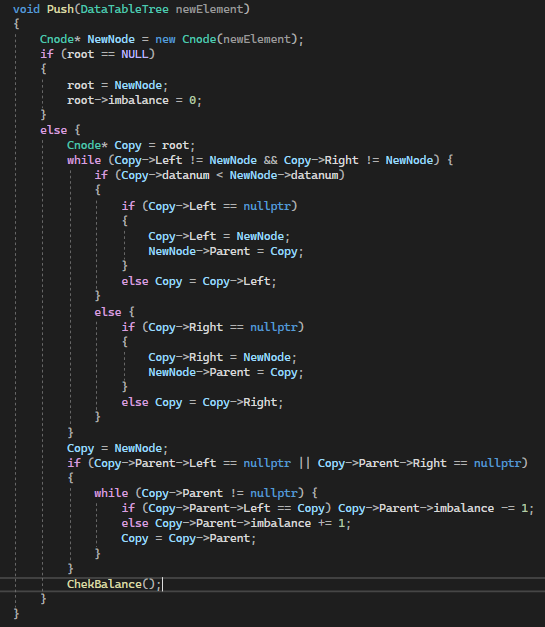 void Push(DataTableTree newElement)
{
    Cnode* NewNode = new Cnode(newElement);
    if (root == NULL)
    {
        root = NewNode;
        root->imbalance = 0;
    }
    else {
        Cnode* Copy = root;
        while (Copy->Left != NewNode && Copy->Right != NewNode) {
            if (Copy->datanum < NewNode->datanum)
            {
                if (Copy->Left == nullptr)
                {
                    Copy->Left = NewNode;
                    NewNode->Parent = Copy;
                }
                else Copy = Copy->Left;
            }
            else {
                if (Copy->Right == nullptr)
                {
                    Copy->Right = NewNode;
                    NewNode->Parent = Copy;
                }
                else Copy = Copy->Right;
            }
        }
        Copy = NewNode;
        if (Copy->Parent->Left == nullptr || Copy->Parent->Right == nullptr)
        {
            while (Copy->Parent != nullptr) {
                if (Copy->Parent->Left == Copy) Copy->Parent->imbalance -= 1;
                else Copy->Parent->imbalance += 1;
                Copy = Copy->Parent;
            }
        }
        ChekBalance();
    }
}